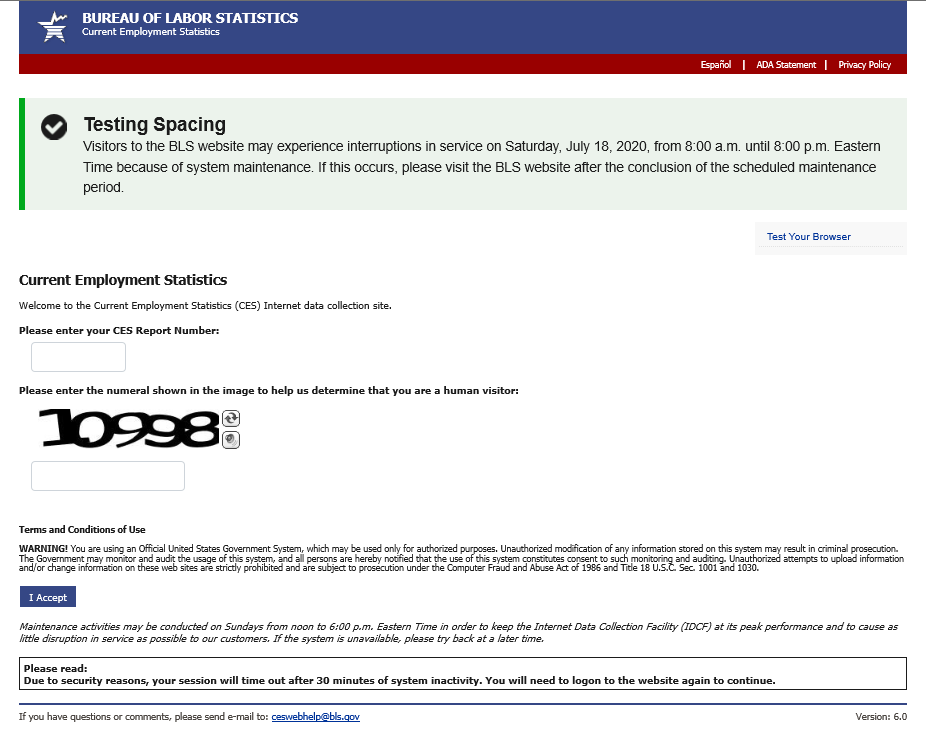 BUREAU OF LABOR STATISTICS
Current Employment Statistics
Español | ADA Statement | Privacy Policy
Testing Spacing
Visitors to the BLS website may experience interruptions in service on Saturday, July 18, 2020, from 8:00 a.m. until 8:00 p.m. Eastern
Time because of system maintenance. If this occurs, please visit the BLS website after the conclusion of the scheduled maintenance
period.
Test Your Browser
Current Employment Statistics
Welcome to the Current Employment Statistics (CES) Internet data collection site.
Please enter your CES Report Number:
Please enter the numeral shown in the image to help us determine that you are a human visitor:
10998
Terms and Conditions of Use
WARNING! You are using an Official United States Government System, which may be used only for authorized purposes. Unauthorized modification of any information stored on this system may result in criminal prosecution.
The Government may monitor and audit the usage of this system, and all persons are hereby notified that the use of this system constitutes consent to such monitoring and auditing. Unauthorized attempts to upload information
and/or change information on these web sites are strictly prohibited and are subject to prosecution under the Computer Fraud and Abuse Act of 1986 and Title 18 U.S.C. Sec. 1001 and 1030.
I Accept
Maintenance activities may be conducted on Sundays from noon to 6:00 p.m. Eastern Time in order to keep the Internet Data Collection Facility (IDCF) at its peak performance and to cause as
little disruption in service as possible to our customers. If the system is unavailable, please try back at a later time.
Please read:
Due to security reasons, your session will time out after 30 minutes of system inactivity. You will need to logon to the website again to continue.
If you have questions or comments, please send e-mail to: ceswebhelp@bls.gov
Version: 6.0